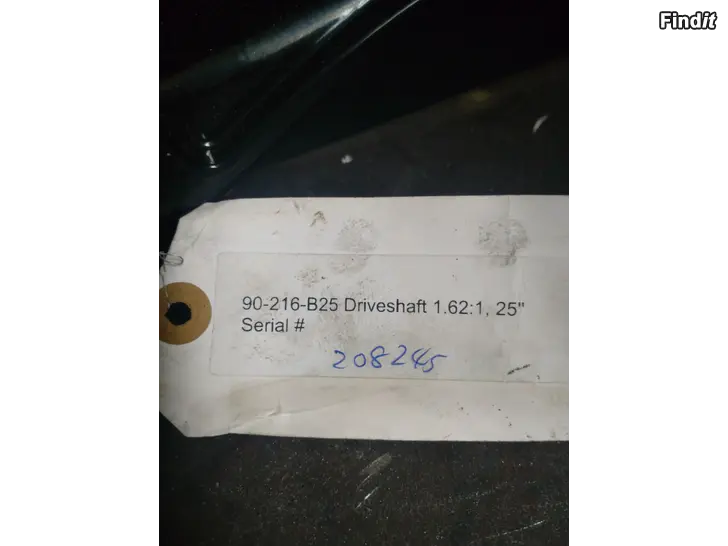 Findit
90-216-B25 Driveshaft 1.62:1, 25"
Serial #
208245